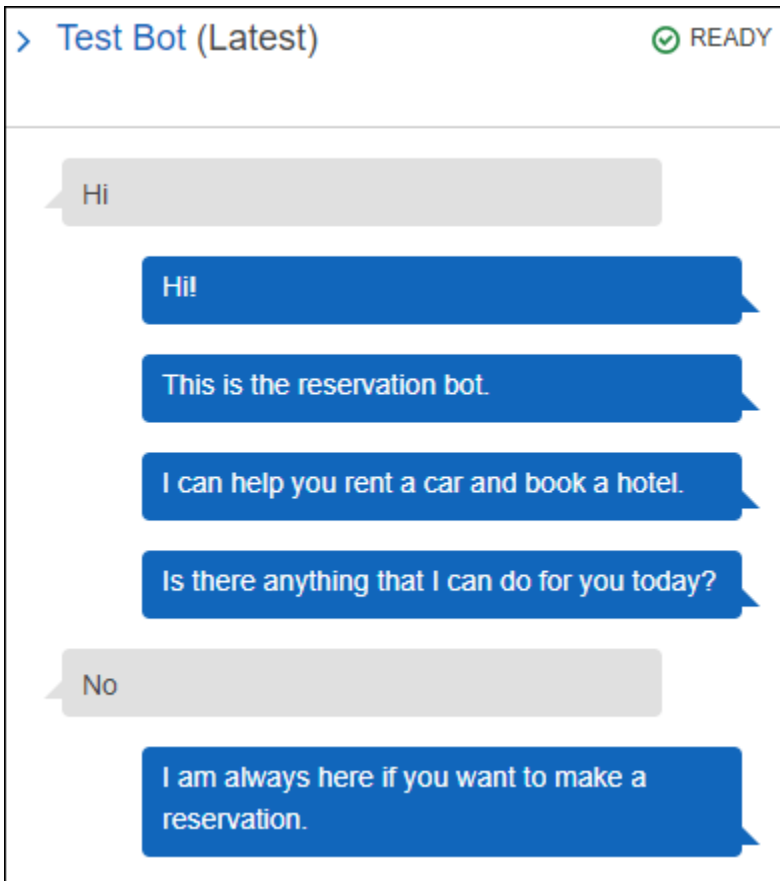 Test Bot (Latest) READY
Hi
Hi!
This is the reservation bot.
I can help you rent a car and book a hotel.
Is there anything that I can do for you today?
No
I am always here if you want to make a
reservation.